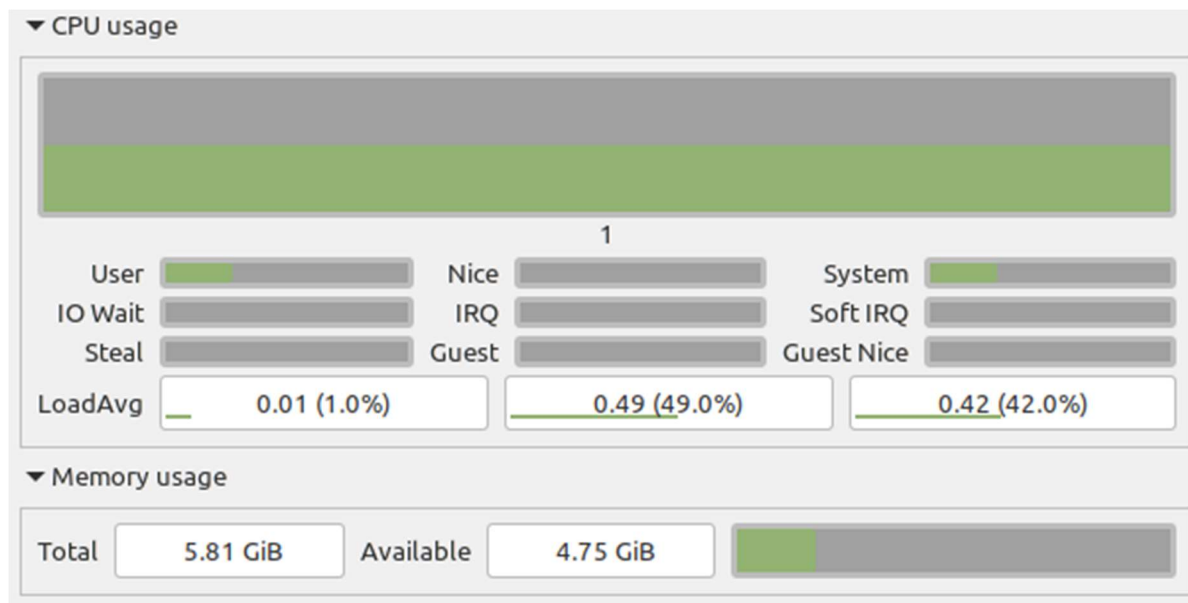 CPU usage
1
User Nice System
IO Wait IRQ Soft IRQ
Steal Guest Guest Nice
LoadAvg 0.01 (1.0%) 0.49 (49.0%) 0.42 (42.0%)
Memory usage
Total 5.81 GiB Available 4.75 GiB